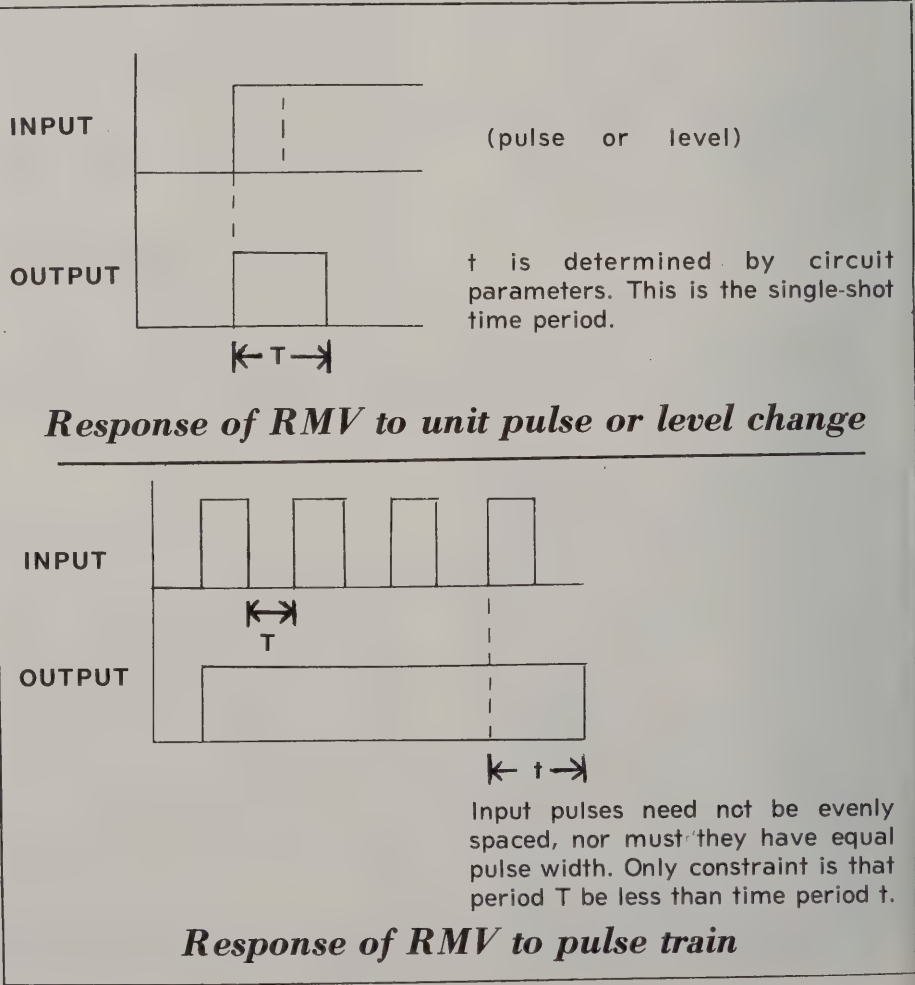 INPUT
(pulse or level)
OUTPUT
t is determined by circuit
parameters. This is the single-shot
time period.
T
Response of RMV to unit pulse or level change
INPUT
T
OUTPUT
t
Input pulses need not be evenly
spaced, nor must they have equal
pulse width. Only constraint is that
period T be less than time period t.
Response of RMV to pulse train